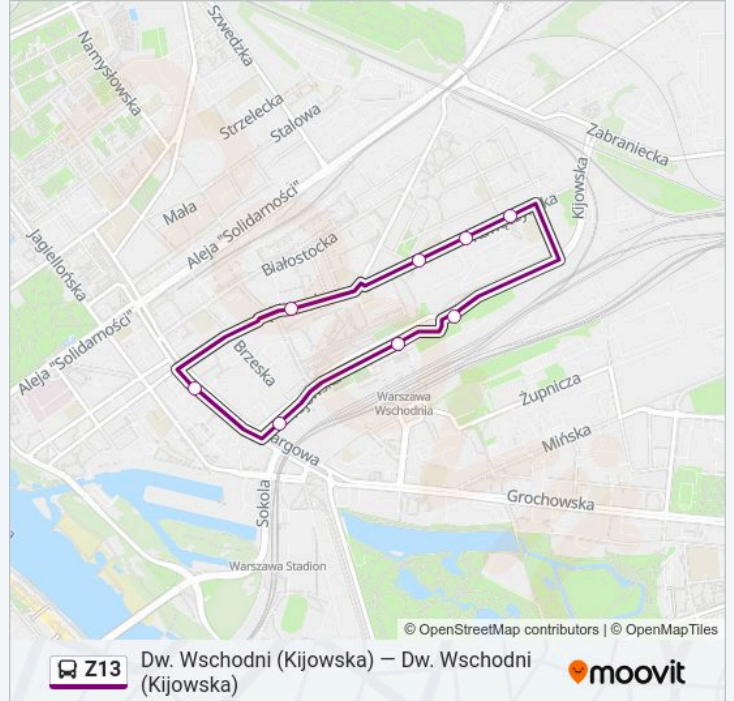 Szwedzka
Namysłowska
Strzelecka
Stalowa
Zabraniecka
Kijowska
Mała
Aleja "Solidarności"
Białostocka
Jagiellońska
Aleja "Solidarności"
Brzeska
Warszawa
Wschodnia
Żupnicza
Mińska
Grochowska
Sokola
Warszawa Stadion
© OpenStreetMap contributors | © OpenMapTiles
Z13
Dw. Wschodni (Kijowska) — Dw. Wschodni
(Kijowska)
moovit